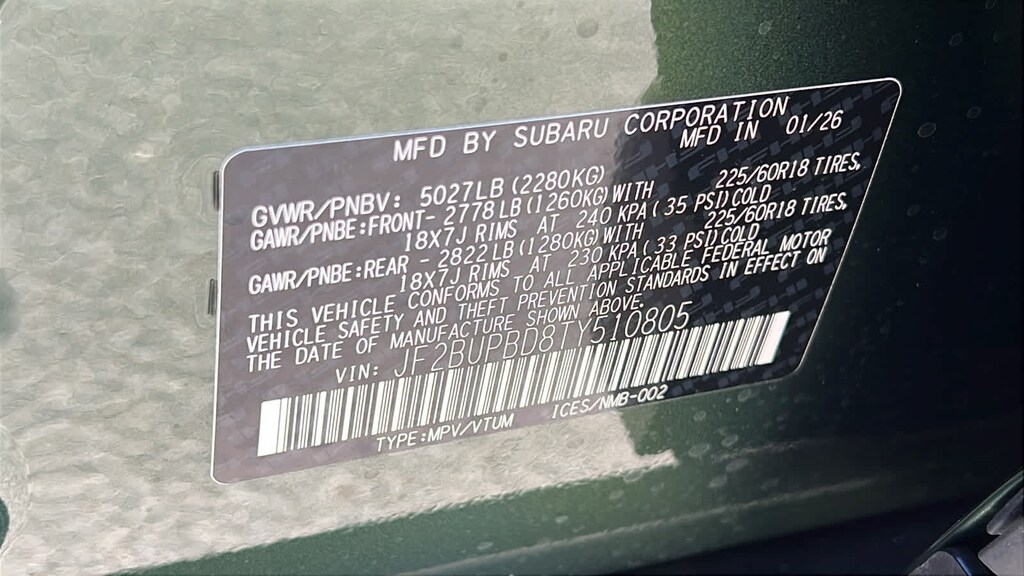 MFD BY SUBARU CORPORATION
MFD IN 01/26
GVWR/PNBV: 5027LB(2280KG)
GAWR/PNBE:FRONT- 2778LB(1260KG)WITH 225/60R18 TIRES,
18X7J RIMS AT 240 KPA(35 PSI)COLD
GAWR/PNBE:REAR - 2822LB(1280KG)WITH 225/60R18 TIRES,
18X7J RIMS AT 230 KPA(33 PSI)COLD
THIS VEHICLE CONFORMS TO ALL APPLICABLE FEDERAL MOTOR
VEHICLE SAFETY AND THEFT PREVENTION STANDARDS IN EFFECT ON
THE DATE OF MANUFACTURE SHOWN ABOVE.
VIN: JF2BUPBD8TY510805
TYPE:MPV/VTUM ICES/NMB-002